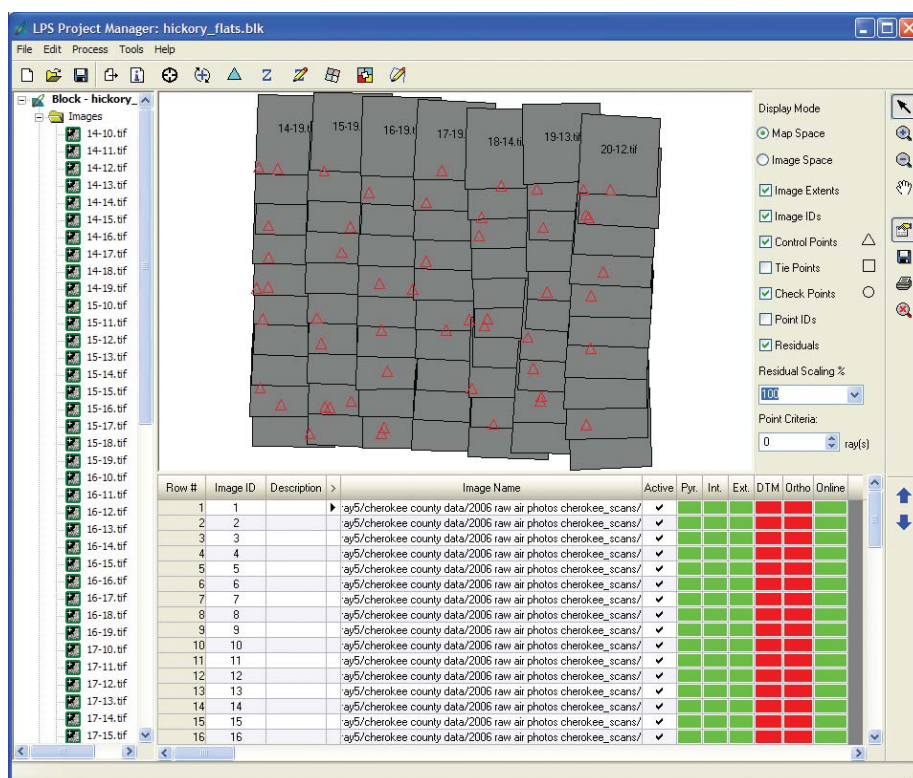 LPS Project Manager: hickory_flats.blk
File Edit Process Tools Help
Block - hickory_
Images
14-10.tif
14-11.tif
14-12.tif
14-13.tif
14-14.tif
14-15.tif
14-16.tif
14-17.tif
14-18.tif
14-19.tif
15-10.tif
15-11.tif
15-12.tif
15-13.tif
15-14.tif
15-15.tif
15-16.tif
15-17.tif
15-18.tif
15-19.tif
16-10.tif
16-11.tif
16-12.tif
16-13.tif
16-14.tif
16-15.tif
16-16.tif
16-17.tif
16-18.tif
16-19.tif
17-10.tif
17-11.tif
17-12.tif
17-13.tif
17-14.tif
17-15.tif
14-19.t 15-19. 16-19.t 17-19. 18-14.ti 19-13.tif 20-12.tif
Display Mode
Map Space
Image Space
Image Extents
Image IDs
Control Points
Tie Points
Check Points
Point IDs
Residuals
Residual Scaling %
100
Point Criteria:
0 ray(s)
Row # Image ID Description > Image Name Active Pyr. Int. Ext. DTM Ortho Online
1 1 ray5/cherokee county data/2006 raw air photos cherokee_scans/
2 2 ray5/cherokee county data/2006 raw air photos cherokee_scans/
3 3 ray5/cherokee county data/2006 raw air photos cherokee_scans/
4 4 ray5/cherokee county data/2006 raw air photos cherokee_scans/
5 5 ray5/cherokee county data/2006 raw air photos cherokee_scans/
6 6 ray5/cherokee county data/2006 raw air photos cherokee_scans/
7 7 ray5/cherokee county data/2006 raw air photos cherokee_scans/
8 8 ray5/cherokee county data/2006 raw air photos cherokee_scans/
9 9 ray5/cherokee county data/2006 raw air photos cherokee_scans/
10 10 ray5/cherokee county data/2006 raw air photos cherokee_scans/
11 11 ray5/cherokee county data/2006 raw air photos cherokee_scans/
12 12 ray5/cherokee county data/2006 raw air photos cherokee_scans/
13 13 ray5/cherokee county data/2006 raw air photos cherokee_scans/
14 14 ray5/cherokee county data/2006 raw air photos cherokee_scans/
15 15 ray5/cherokee county data/2006 raw air photos cherokee_scans/
16 16 ray5/cherokee county data/2006 raw air photos cherokee_scans/